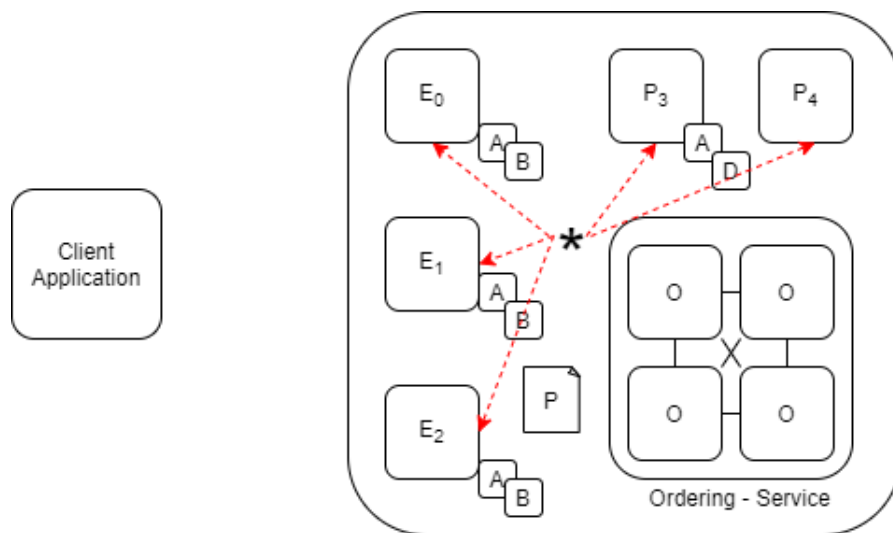 E₀
A
B
P₃
A
D
P₄
Client
Application
*
E₁
A
B
O
O
X
O
O
P
E₂
A
B
Ordering - Service